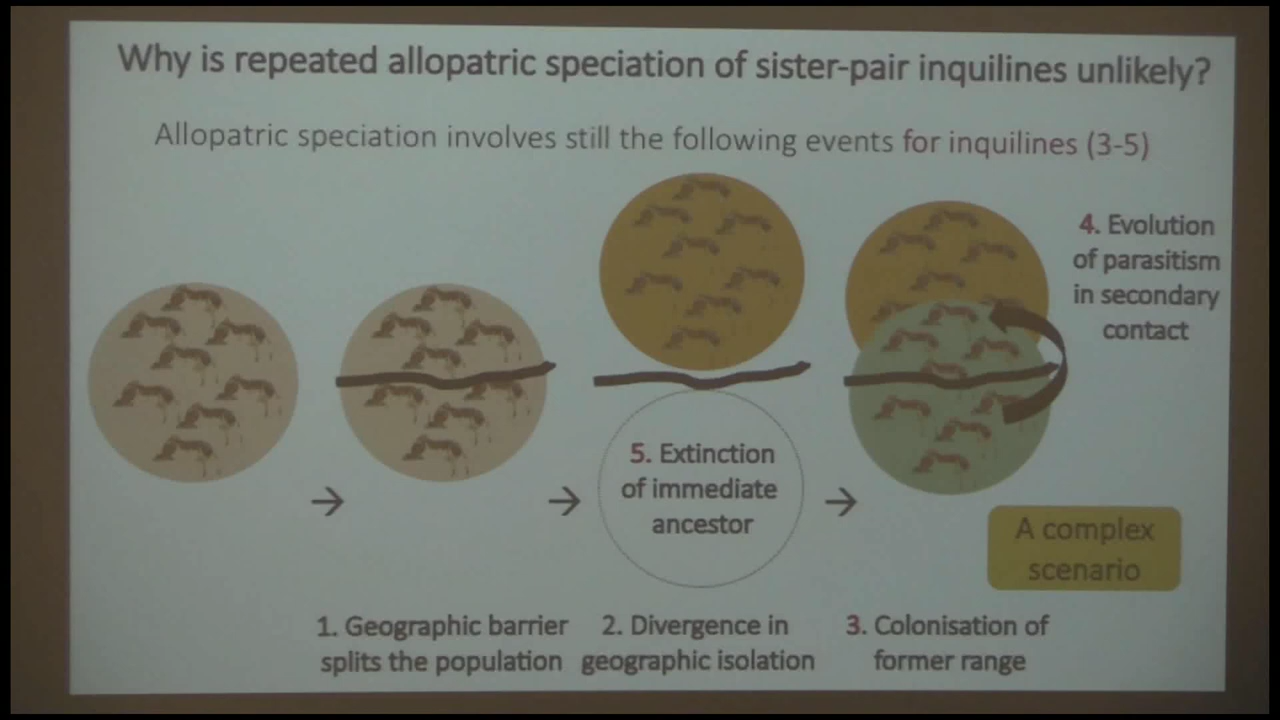 Why is repeated allopatric speciation of sister-pair inquilines unlikely?
Allopatric speciation involves still the following events for inquilines (3-5)
4. Evolution
of parasitism
in secondary
contact
5. Extinction
of immediate
ancestor
→
→
→
A complex
scenario
1. Geographic barrier
splits the population
2. Divergence in
geographic isolation
3. Colonisation of
former range